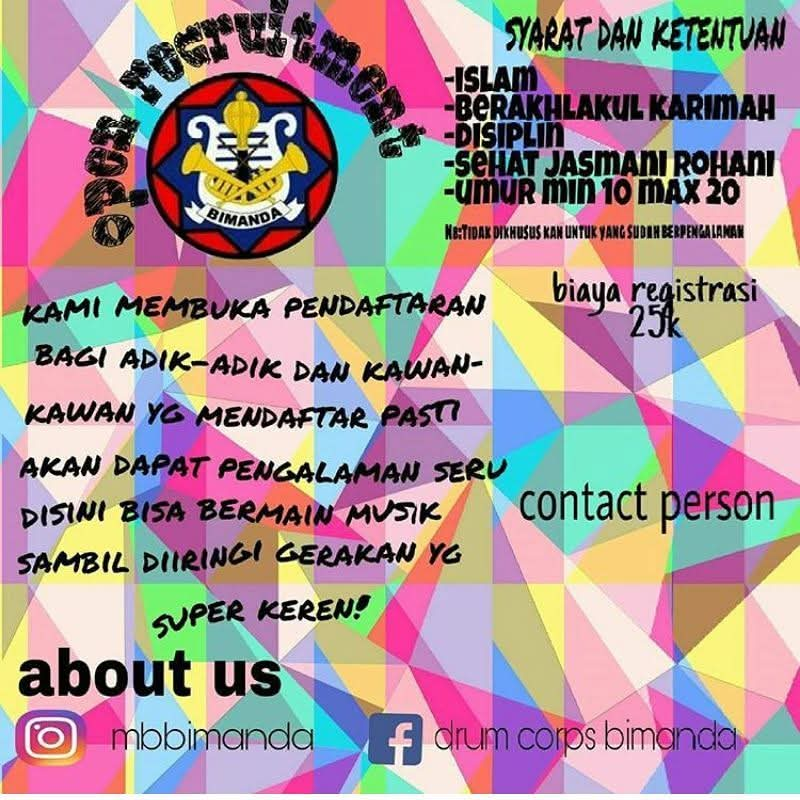 open recruitment
BIMANDA
SYARAT DAN KETENTUAN
-ISLAM
-BERAKHLAKUL KARIMAH
-DISIPLIN
-SEHAT JASMANI ROHANI
-UMUR MIN 10 MAX 20
NB:TIDAK DIKHUSUS KAN UNTUK YANG SUDAH BERPENGALAMAN
biaya registrasi
25k
KAMI MEMBUKA PENDAFTARAN
BAGI ADIK-ADIK DAN KAWAN-
KAWAN YG MENDAFTAR PASTI
AKAN DAPAT PENGALAMAN SERU
DISINI BISA BERMAIN MUSIK
SAMBIL DIIRINGI GERAKAN YG
SUPER KEREN!
contact person
about us
mbbimanda
drum corps bimanda